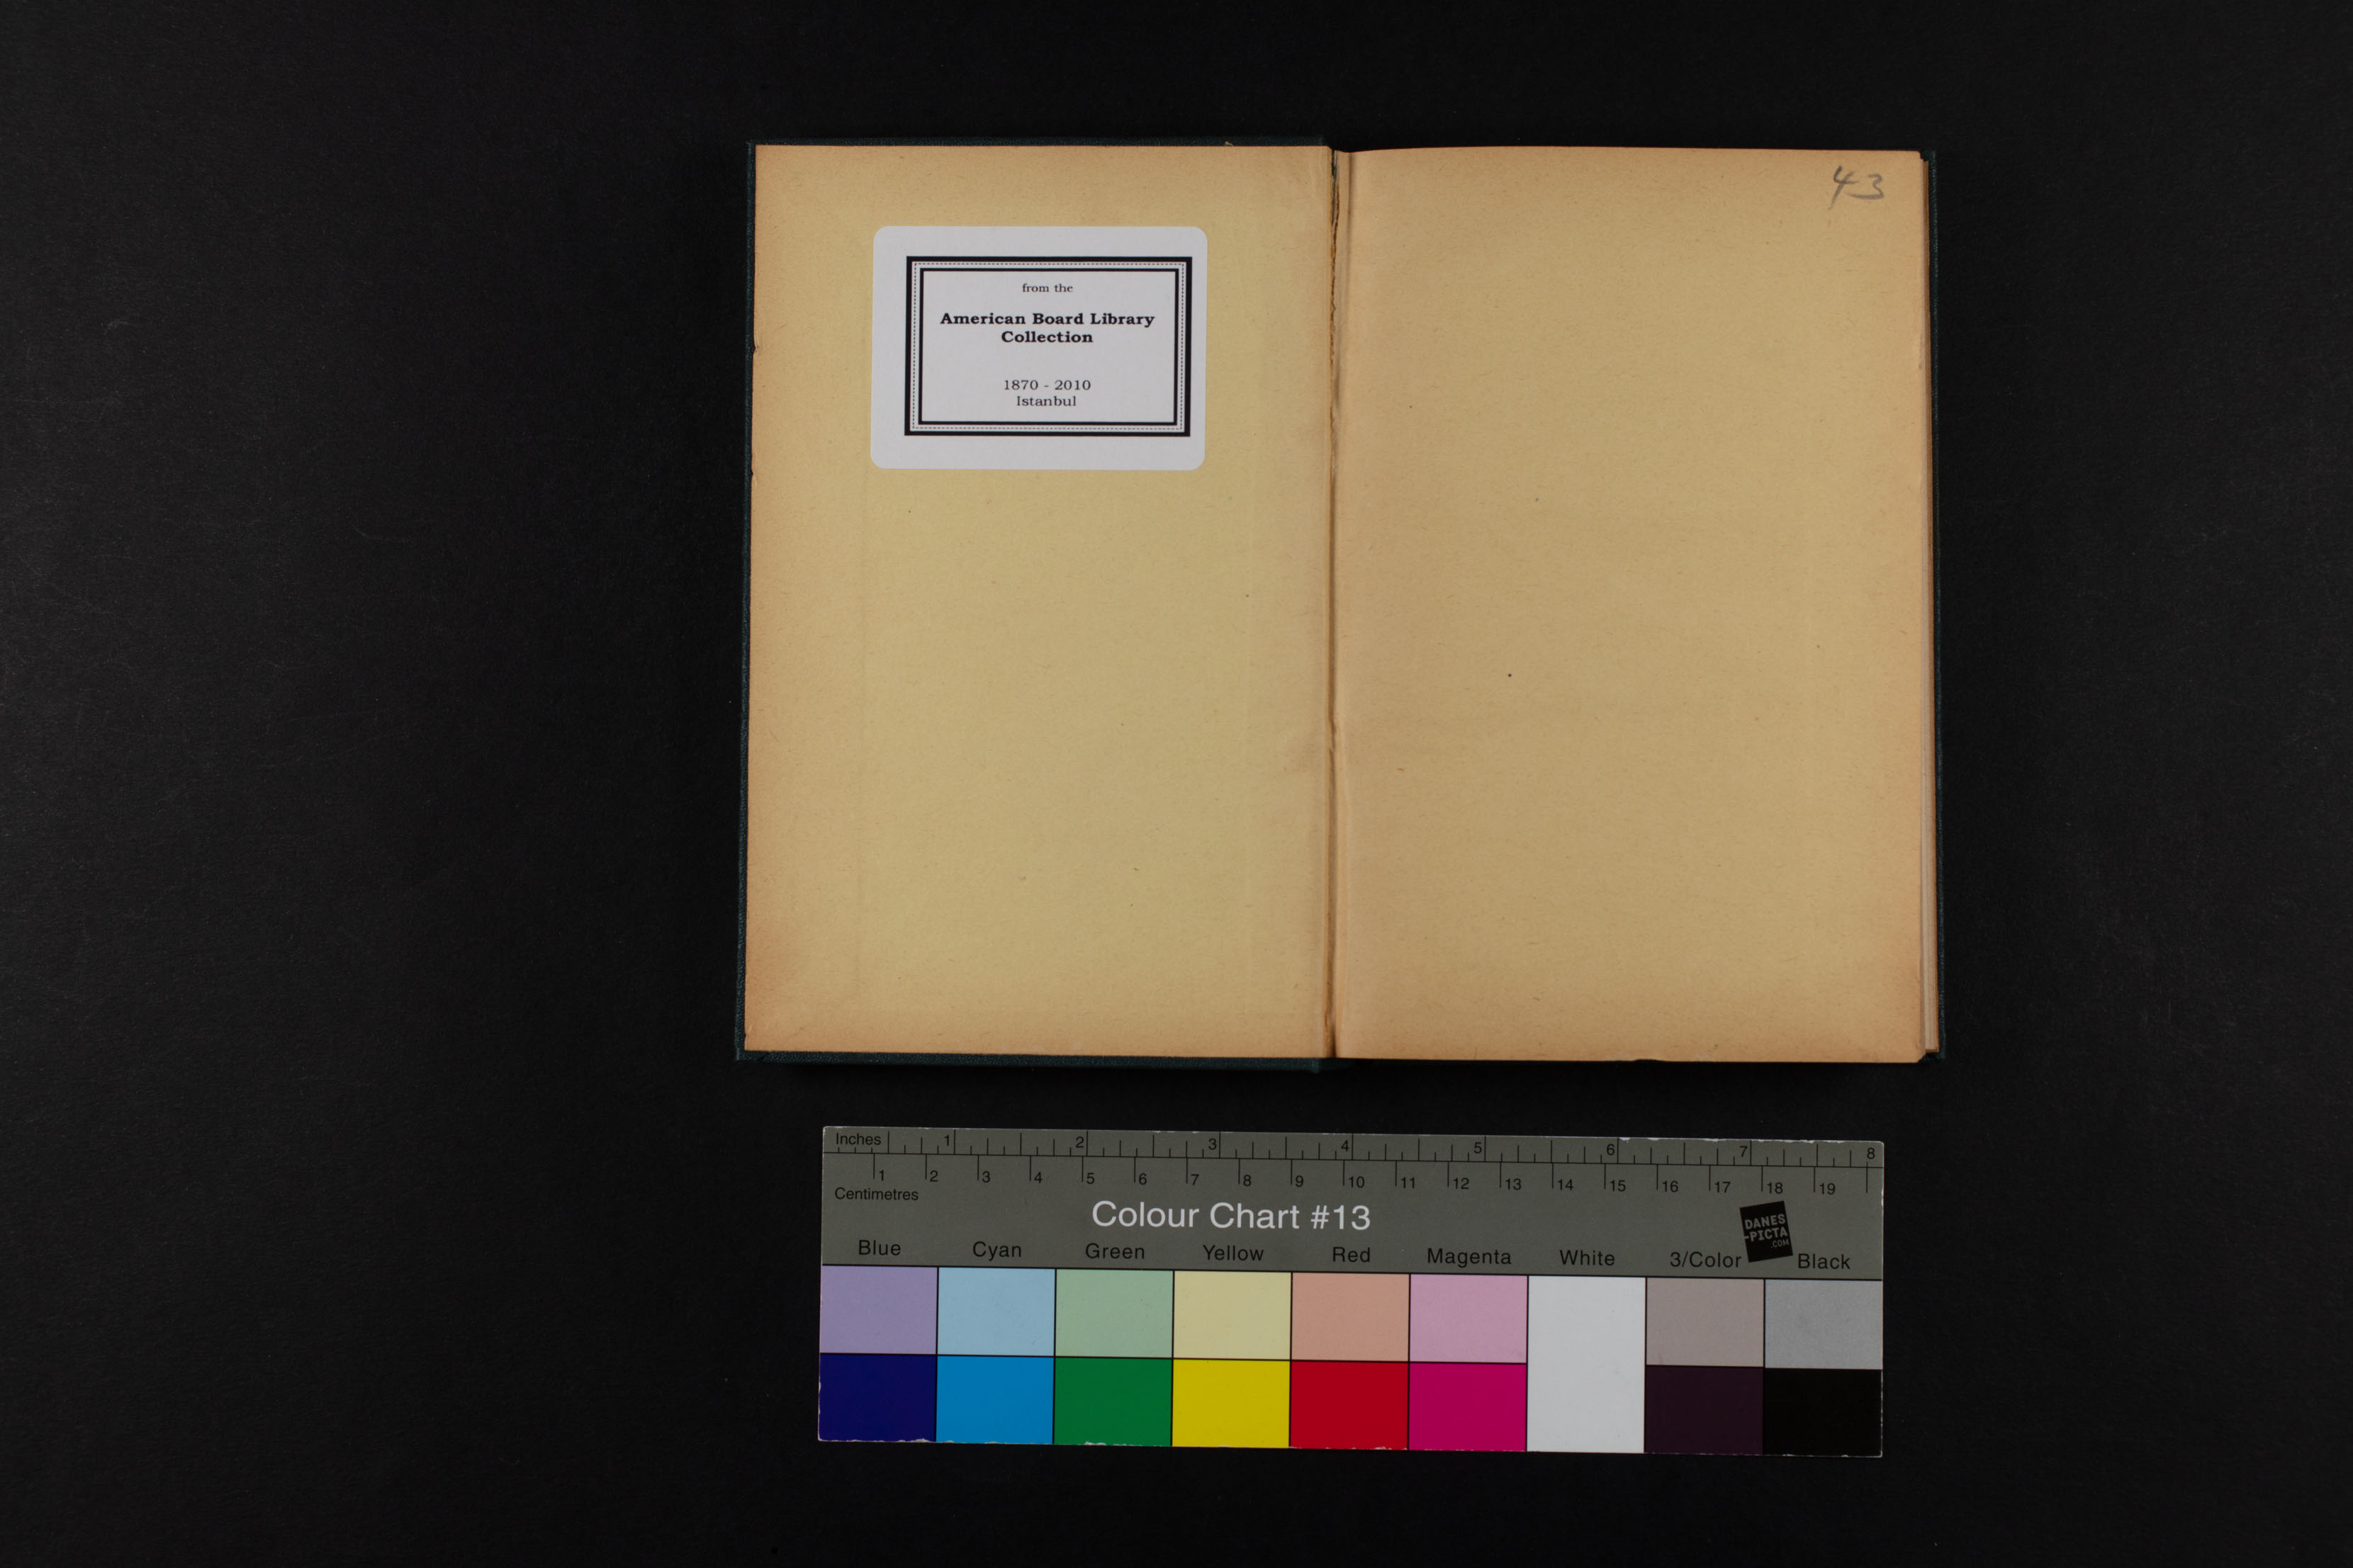 43
from the
American Board Library
Collection
1870 - 2010
Istanbul
Inches 1 2 3 4 5 6 7 8
1 2 3 4 5 6 7 8 9 10 11 12 13 14 15 16 17 18 19
Centimetres
Colour Chart #13
DANES
-PICTA
.COM
Blue Cyan Green Yellow Red Magenta White 3/Color Black